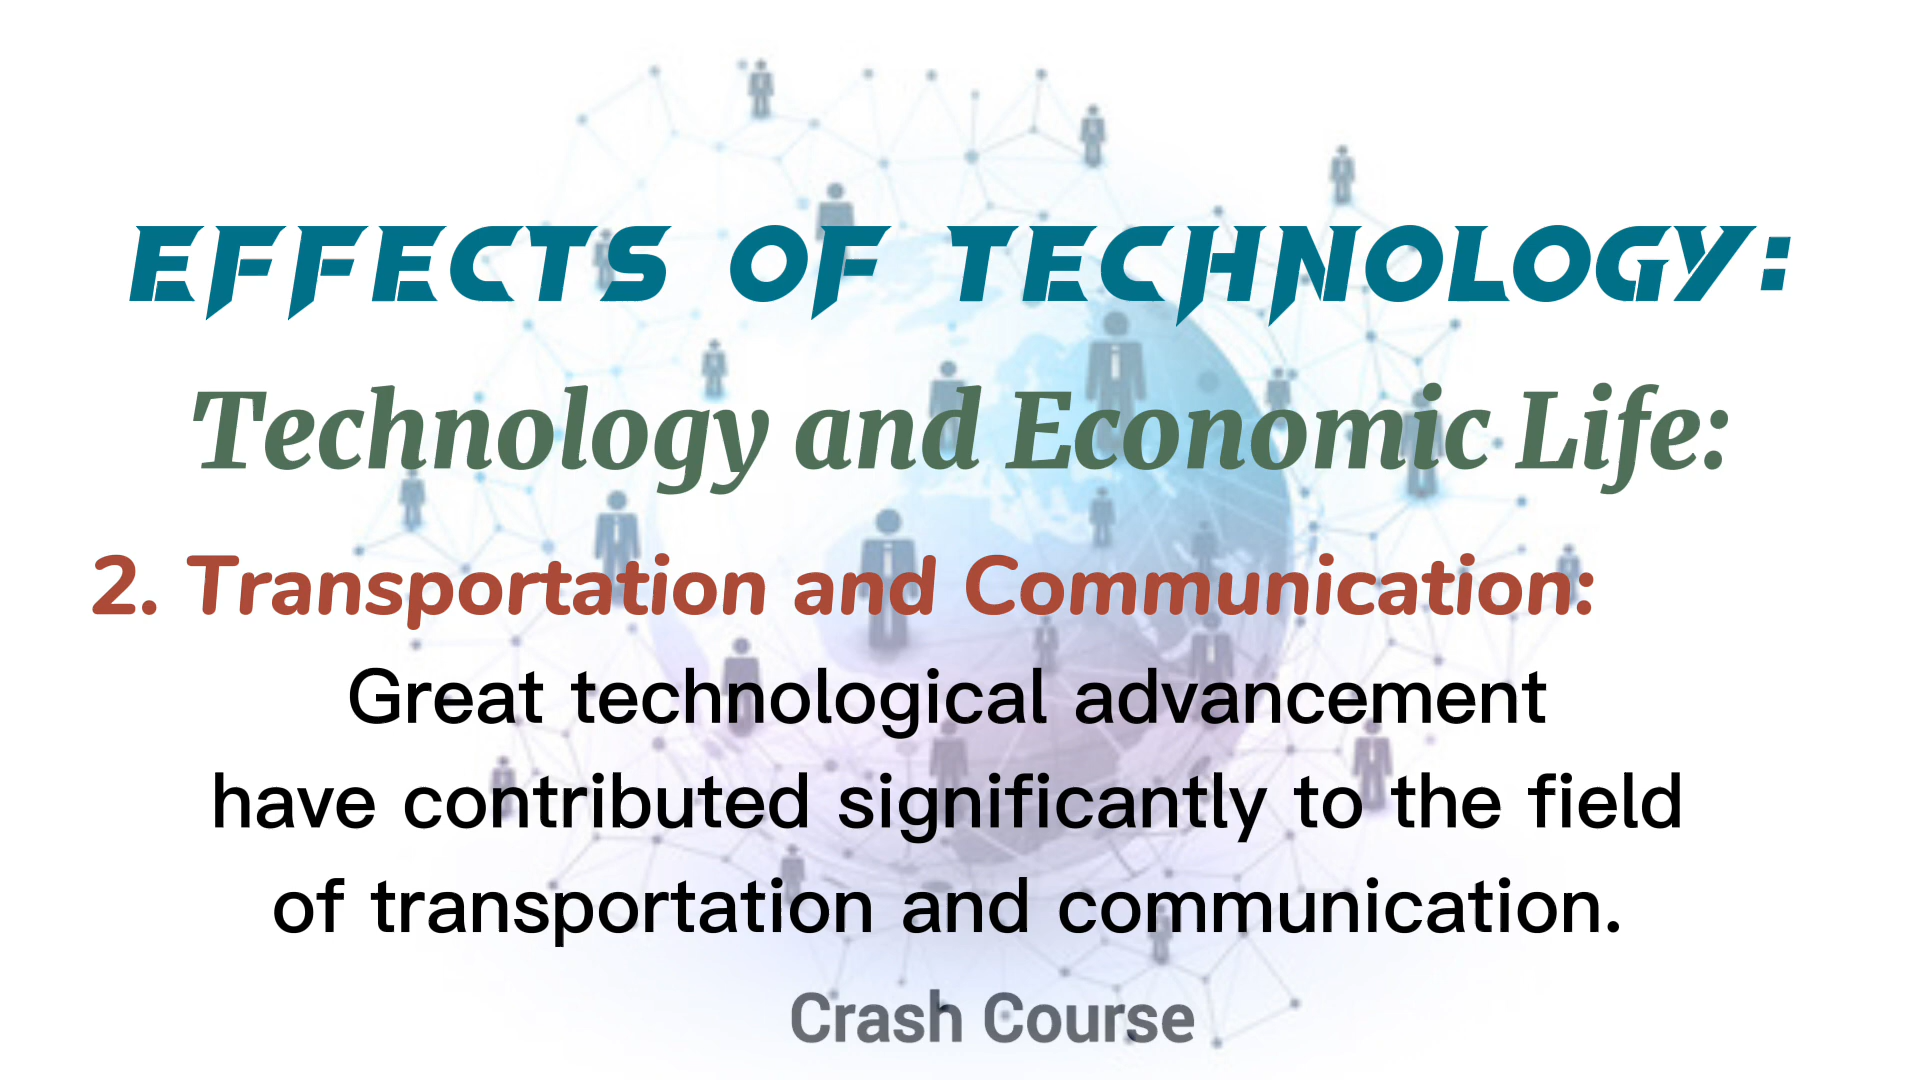 EFFECTS OF TECHNOLOGY:
Technology and Economic Life:
2. Transportation and Communication:
Great technological advancement
have contributed significantly to the field
of transportation and communication.
Crash Course